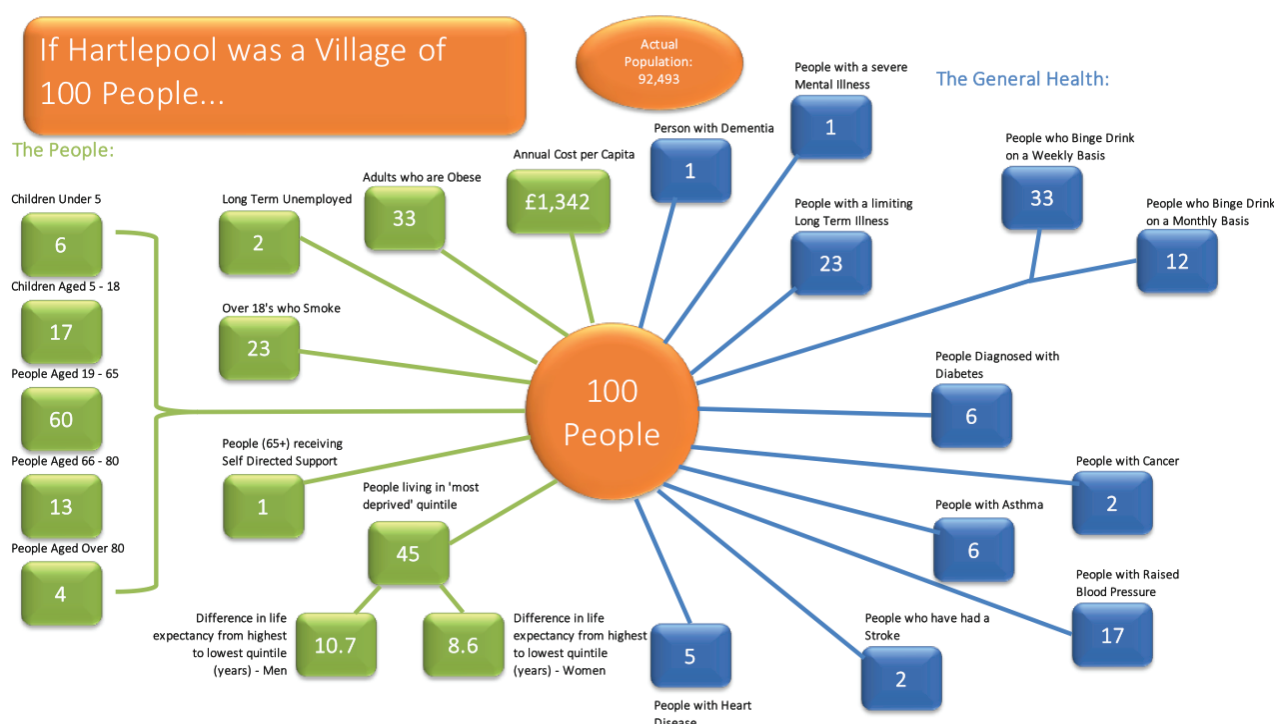 If Hartlepool was a Village of
100 People...
Actual
Population:
92,493
The People:
Children Under 5
6
Children Aged 5 - 18
17
People Aged 19 - 65
60
People Aged 66 - 80
13
People Aged Over 80
4
Long Term Unemployed
2
Adults who are Obese
33
Annual Cost per Capita
£1,342
Over 18's who Smoke
23
People (65+) receiving
Self Directed Support
1
People living in 'most
deprived' quintile
45
Difference in life
expectancy from highest
to lowest quintile
(years) - Men
10.7
8.6
Difference in life
expectancy from highest
to lowest quintile
(years) - Women
100
People
The General Health:
Person with Dementia
1
People with a severe
Mental Illness
1
People with a limiting
Long Term Illness
23
People who Binge Drink
on a Weekly Basis
33
People who Binge Drink
on a Monthly Basis
12
People Diagnosed with
Diabetes
6
People with Cancer
2
People with Asthma
6
People with Raised
Blood Pressure
17
People who have had a
Stroke
2
5
People with Heart
Disease